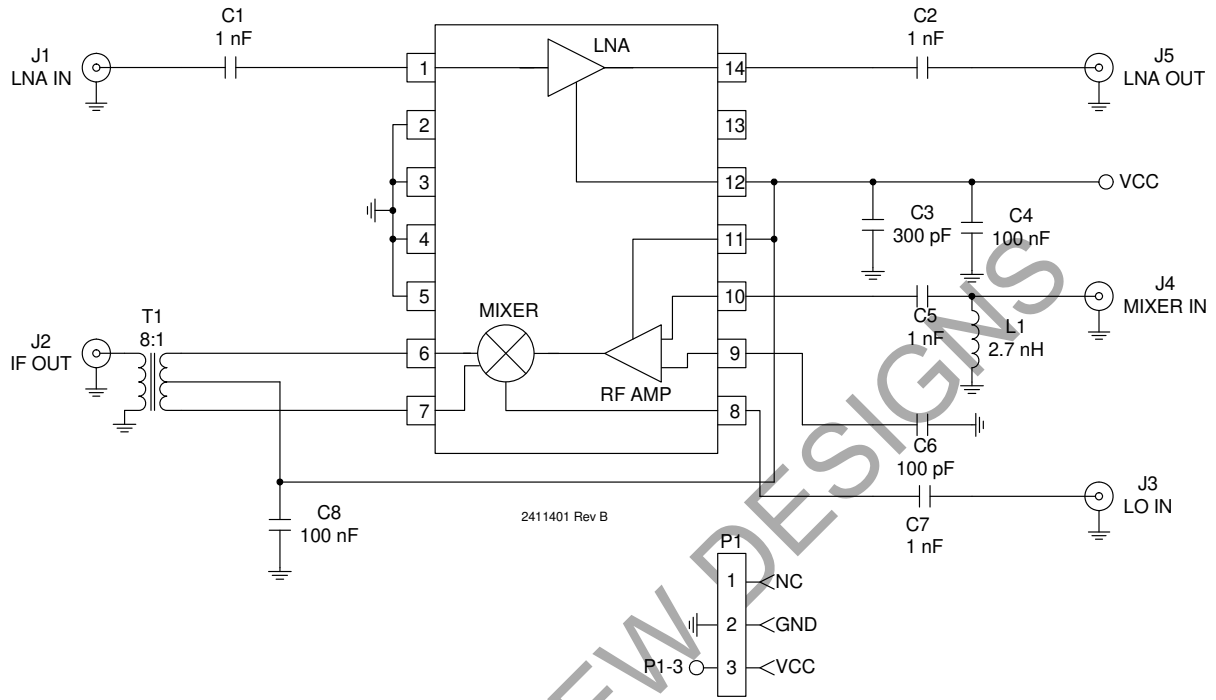 C1
1 nF
J1
LNA IN
LNA
C2
1 nF
J5
LNA OUT
1
2
3
4
5
6
7
14
13
12
11
10
9
8
VCC
C3
300 pF
C4
100 nF
J4
MIXER IN
C5
1 nF
L1
2.7 nH
MIXER
RF AMP
T1
8:1
J2
IF OUT
C6
100 pF
C7
1 nF
J3
LO IN
C8
100 nF
2411401 Rev B
P1
1
NC
2
GND
P1-3
3
VCC
EW DESIGNS